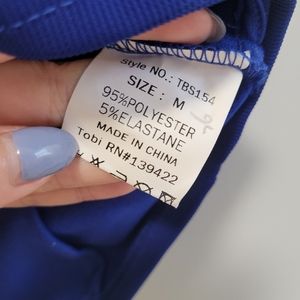 Style NO.: TBS154
SIZE : M
95%POLYESTER
5%ELASTANE
MADE IN CHINA
Tobi RN#139422